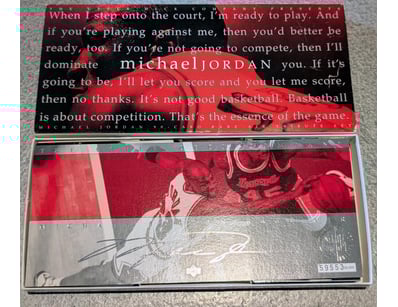 THE UPPER DECK COMPANY PRESENTS
When I step onto the court, I'm ready to play. And
if you're playing against me, then you'd better be
ready, too. If you're not going to compete, then I'll
dominate michaelJORDAN you. If it's
going to be, I'll let you score and you let me score,
then no thanks. It's not good basketball. Basketball
is about competition. That's the essence of the game.
59553